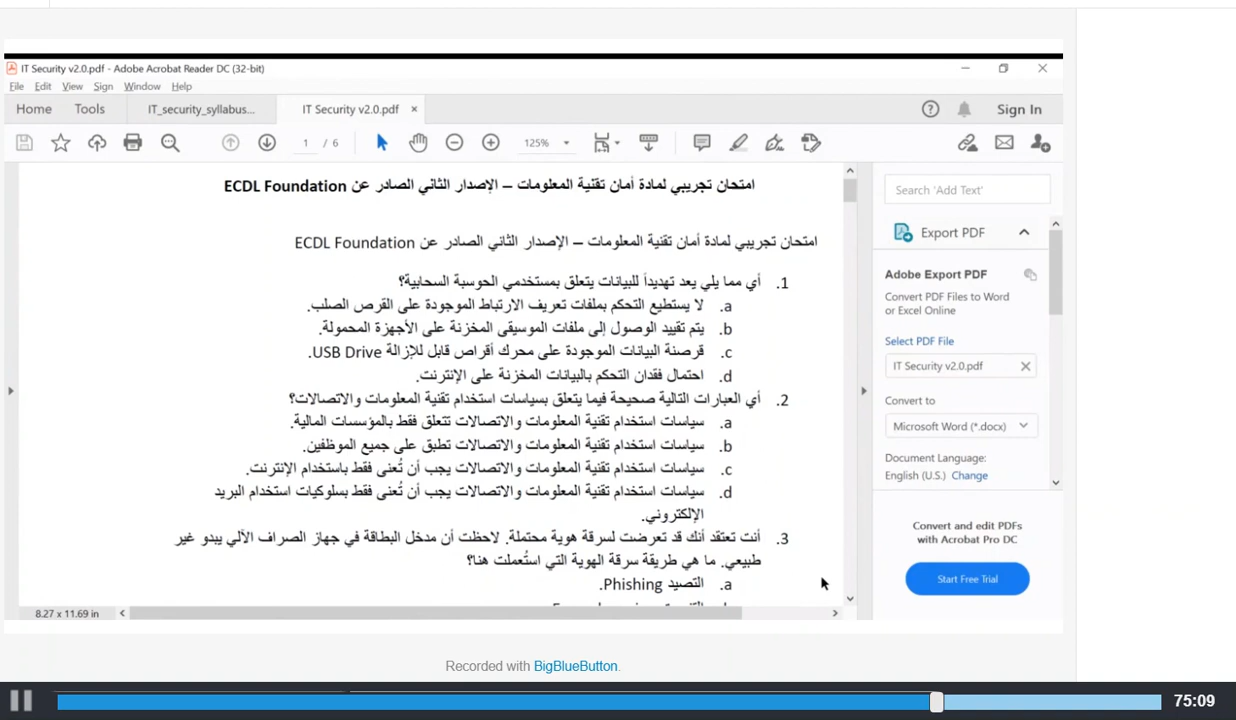 IT Security v2.0.pdf - Adobe Acrobat Reader DC (32-bit)
File Edit View Sign Window Help
Home Tools IT_security_syllabus... IT Security v2.0.pdf × Sign In
1 / 6 125%
امتحان تجريبي لمادة أمان تقنية المعلومات – الإصدار الثاني الصادر عن ECDL Foundation
امتحان تجريبي لمادة أمان تقنية المعلومات – الإصدار الثاني الصادر عن ECDL Foundation
1. أي مما يلي يعد تهديداً للبيانات يتعلق بمستخدمي الحوسبة السحابية؟
a. لا يستطيع التحكم بملفات تعريف الارتباط الموجودة على القرص الصلب.
b. يتم تقييد الوصول إلى ملفات الموسيقى المخزنة على الأجهزة المحمولة.
c. قرصنة البيانات الموجودة على محرك أقراص قابل للإزالة USB Drive.
d. احتمال فقدان التحكم بالبيانات المخزنة على الإنترنت.
2. أي العبارات التالية صحيحة فيما يتعلق بسياسات استخدام تقنية المعلومات والاتصالات؟
a. سياسات استخدام تقنية المعلومات والاتصالات تتعلق فقط بالمؤسسات المالية.
b. سياسات استخدام تقنية المعلومات والاتصالات تطبق على جميع الموظفين.
c. سياسات استخدام تقنية المعلومات والاتصالات يجب أن تُعنى فقط باستخدام الإنترنت.
d. سياسات استخدام تقنية المعلومات والاتصالات يجب أن تُعنى فقط بسلوكيات استخدام البريد
الإلكتروني.
3. أنت تعتقد أنك قد تعرضت لسرقة هوية محتملة. لاحظت أن مدخل البطاقة في جهاز الصراف الآلي يبدو غير
طبيعي. ما هي طريقة سرقة الهوية التي استُعملت هنا؟
a. التصيد Phishing.
8.27 x 11.69 in
Search 'Add Text'
Export PDF
Adobe Export PDF
Convert PDF Files to Word
or Excel Online
Select PDF File
IT Security v2.0.pdf
Convert to
Microsoft Word (*.docx)
Document Language:
English (U.S.) Change
Convert and edit PDFs
with Acrobat Pro DC
Start Free Trial
Recorded with BigBlueButton.
75:09